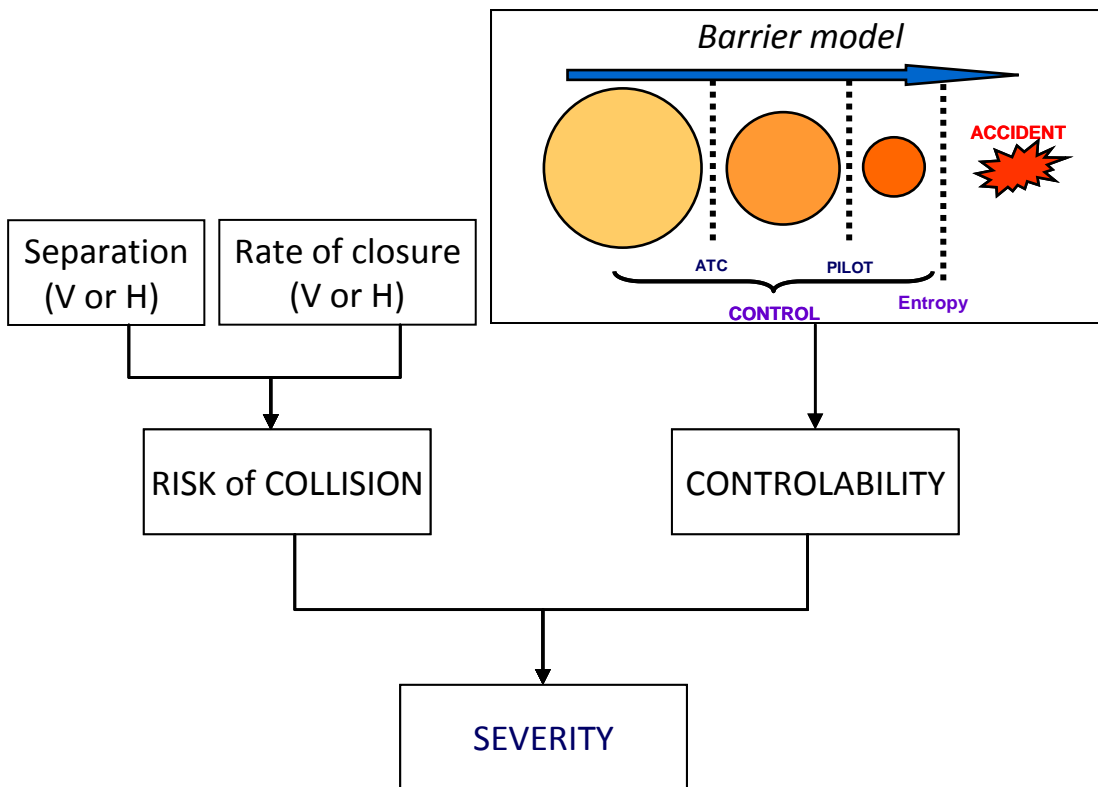 Barrier model
ACCIDENT
ATC
PILOT
CONTROL
Entropy
Separation
(V or H)
Rate of closure
(V or H)
RISK of COLLISION
CONTROLABILITY
SEVERITY